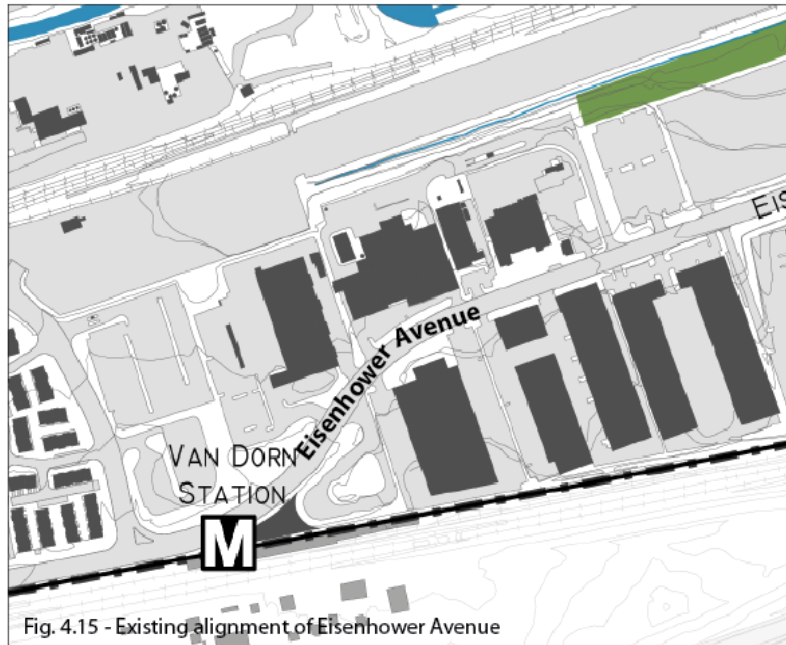 EIS
Eisenhower Avenue
VAN DORN
STATION
M
Fig. 4.15 - Existing alignment of Eisenhower Avenue